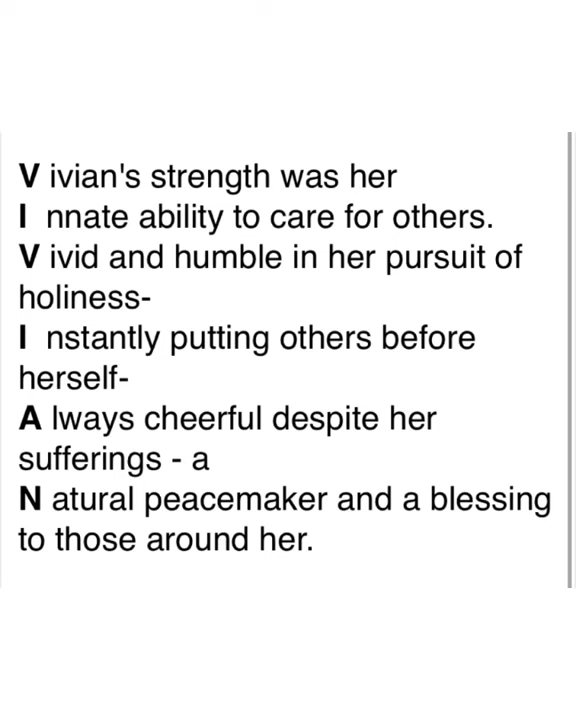 V ivian's strength was her
I nnate ability to care for others.
V ivid and humble in her pursuit of
holiness-
I nstantly putting others before
herself-
A lways cheerful despite her
sufferings - a
N atural peacemaker and a blessing
to those around her.